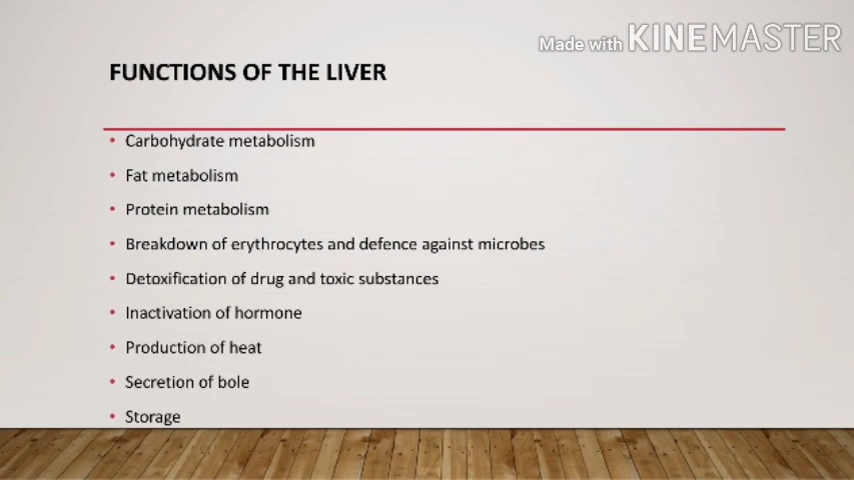 Made with KINEMASTER
FUNCTIONS OF THE LIVER
• Carbohydrate metabolism
• Fat metabolism
• Protein metabolism
• Breakdown of erythrocytes and defence against microbes
• Detoxification of drug and toxic substances
• Inactivation of hormone
• Production of heat
• Secretion of bole
• Storage